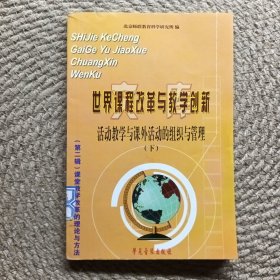 北京师联教育科学研究所 编
ShiJie KeCheng
GaiGe Yu JiaoXue
ChuangXin
WenKu
文库
世界课程改革与教学创新
活动教学与课外活动的组织与管理
（下）
（第二辑）课堂教学改革的理论与方法
学苑音像出版社